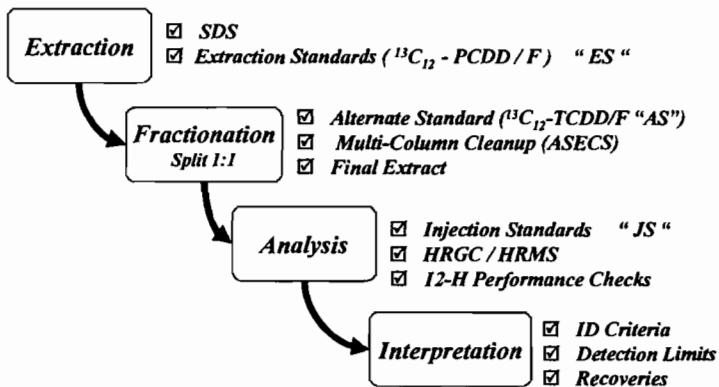 Extraction
☑ SDS
☑ Extraction Standards ( ¹³C₁₂ - PCDD / F ) “ ES “
Fractionation
Split 1:1
☑ Alternate Standard (¹³C₁₂-TCDD/F “AS”)
☑ Multi-Column Cleanup (ASECS)
☑ Final Extract
Analysis
☑ Injection Standards “ JS “
☑ HRGC / HRMS
☑ 12-H Performance Checks
Interpretation
☑ ID Criteria
☑ Detection Limits
☑ Recoveries